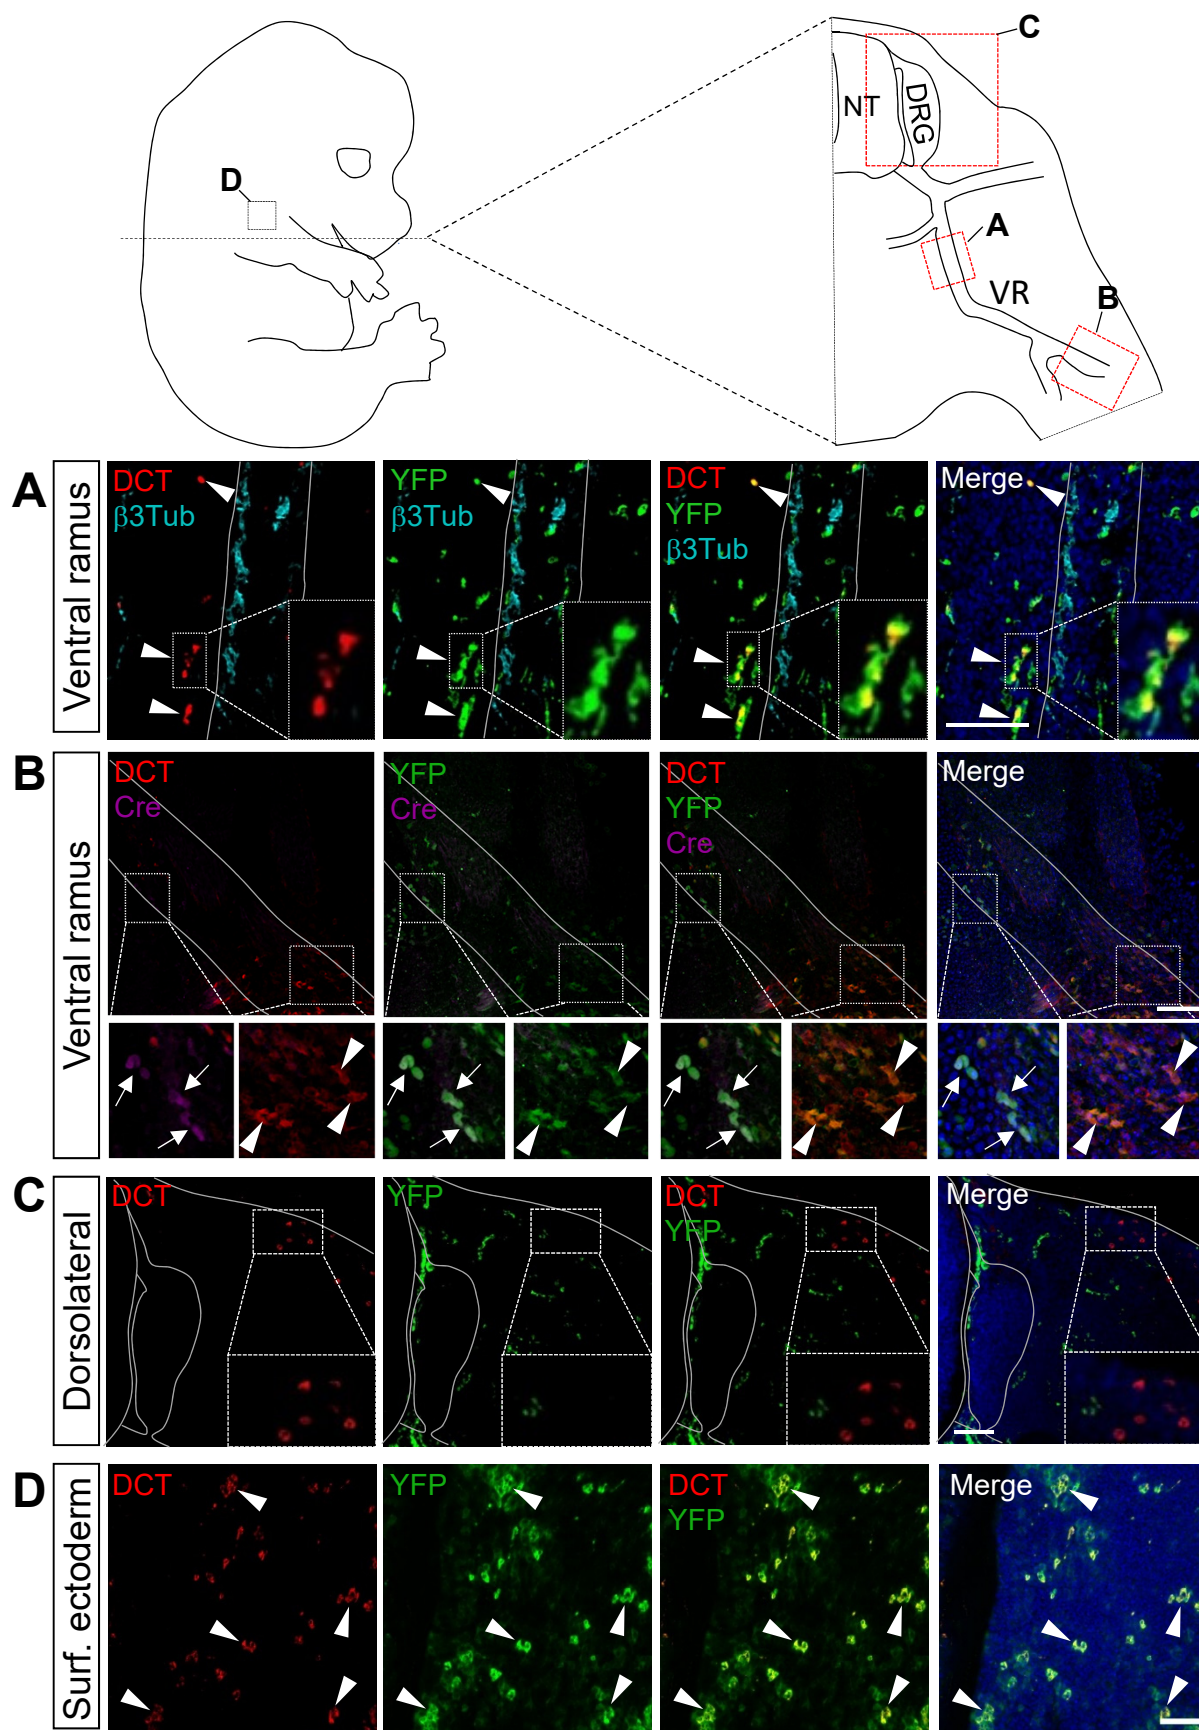 C
NT
DRG
D
A
VR
B
A
Ventral ramus
DCT
β3Tub
YFP
β3Tub
DCT
YFP
β3Tub
Merge
B
Ventral ramus
DCT
Cre
YFP
Cre
DCT
YFP
Cre
Merge
C
Dorsolateral
DCT
YFP
DCT
YFP
Merge
D
Surf. ectoderm
DCT
YFP
DCT
YFP
Merge